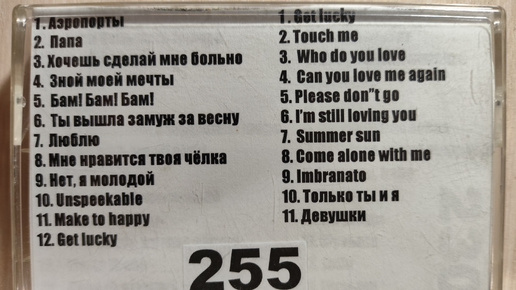 1. Аэропорты
2. Папа
3. Хочешь сделай мне больно
4. Зной моей мечты
5. Бам! Бам! Бам!
6. Ты вышла замуж за весну
7. Люблю
8. Мне нравится твоя чёлка
9. Нет, я молодой
10. Unspeekable
11. Make to happy
12. Get lucky
1. Get lucky
2. Touch me
3. Who do you love
4. Can you love me again
5. Please don"t go
6. I'm still loving you
7. Summer sun
8. Come alone with me
9. Imbranato
10. Только ты и я
11. Девушки
255